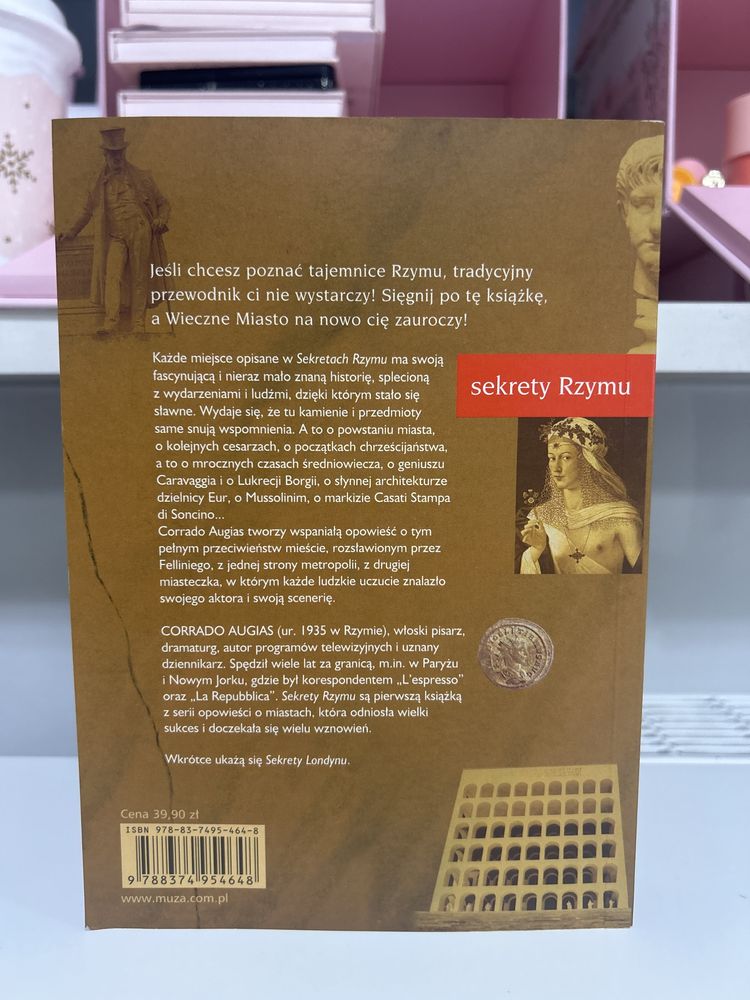 Jeśli chcesz poznać tajemnice Rzymu, tradycyjny
przewodnik ci nie wystarczy! Sięgnij po tę książkę,
a Wieczne Miasto na nowo cię zauroczy!
Każde miejsce opisane w Sekretach Rzymu ma swoją
fascynującą i nieraz mało znaną historię, splecioną
z wydarzeniami i ludźmi, dzięki którym stało się
sławne. Wydaje się, że tu kamienie i przedmioty
same snują wspomnienia. A to o powstaniu miasta,
o kolejnych cesarzach, o początkach chrześcijaństwa,
a to o mrocznych czasach średniowiecza, o geniuszu
Caravaggia i o Lukrecji Borgii, o słynnej architekturze
dzielnicy Eur, o Mussolinim, o markizie Casati Stampa
di Soncino...
Corrado Augias tworzy wspaniałą opowieść o tym
pełnym przeciwieństw mieście, rozsławionym przez
Felliniego, z jednej strony metropolii, z drugiej
miasteczka, w którym każde ludzkie uczucie znalazło
swojego aktora i swoją scenerię.
CORRADO AUGIAS (ur. 1935 w Rzymie), włoski pisarz,
dramaturg, autor programów telewizyjnych i uznany
dziennikarz. Spędził wiele lat za granicą, m.in. w Paryżu
i Nowym Jorku, gdzie był korespondentem „L'espresso”
oraz „La Repubblica”. Sekrety Rzymu są pierwszą książką
z serii opowieści o miastach, która odniosła wielki
sukces i doczekała się wielu wznowień.
Wkrótce ukażą się Sekrety Londynu.
sekrety Rzymu
Cena 39,90 zł
ISBN 978-83-7495-464-8
9 788374 954648
www.muza.com.pl